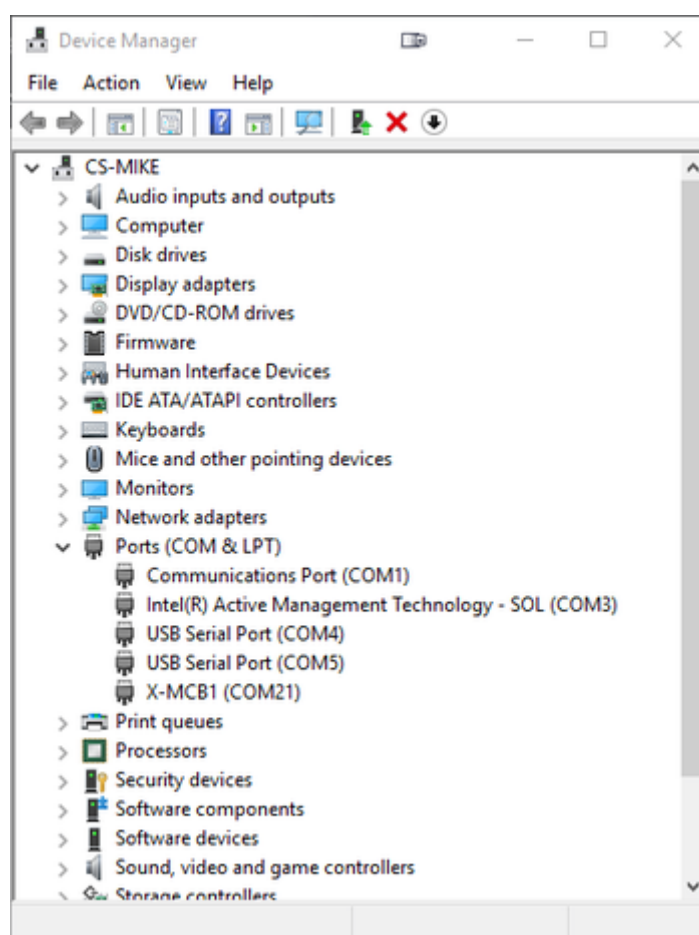 Device Manager
File Action View Help
CS-MIKE
Audio inputs and outputs
Computer
Disk drives
Display adapters
DVD/CD-ROM drives
Firmware
Human Interface Devices
IDE ATA/ATAPI controllers
Keyboards
Mice and other pointing devices
Monitors
Network adapters
Ports (COM & LPT)
Communications Port (COM1)
Intel(R) Active Management Technology - SOL (COM3)
USB Serial Port (COM4)
USB Serial Port (COM5)
X-MCB1 (COM21)
Print queues
Processors
Security devices
Software components
Software devices
Sound, video and game controllers
Storage controllers